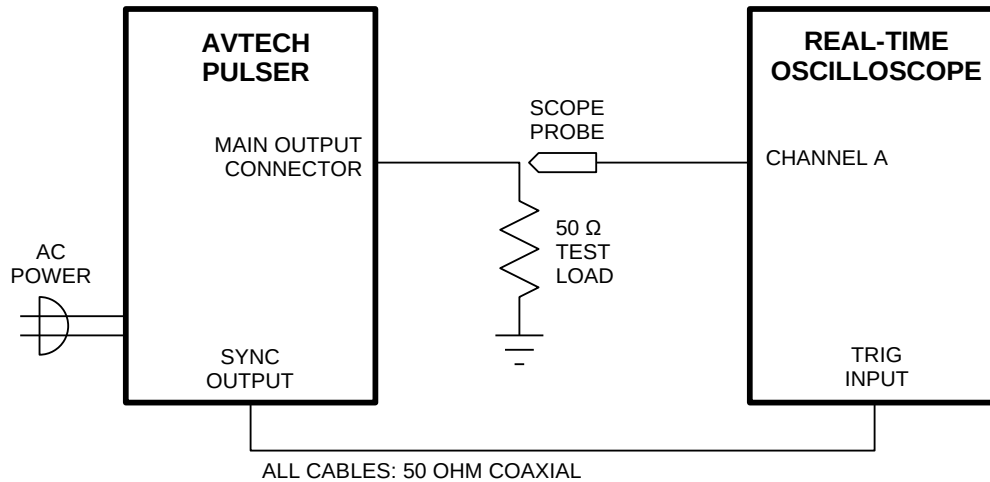 AVTECH
PULSER
REAL-TIME
OSCILLOSCOPE
SCOPE
PROBE
MAIN OUTPUT
CONNECTOR
CHANNEL A
50 Ω
TEST
LOAD
AC
POWER
SYNC
OUTPUT
TRIG
INPUT
ALL CABLES: 50 OHM COAXIAL